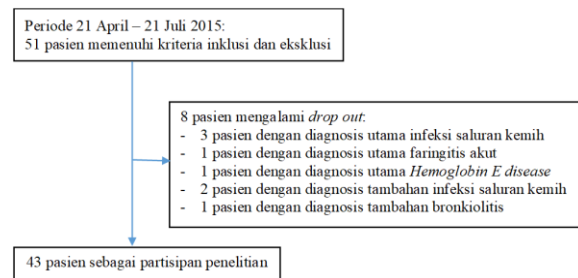 Periode 21 April – 21 Juli 2015:
51 pasien memenuhi kriteria inklusi dan eksklusi
8 pasien mengalami drop out:
- 3 pasien dengan diagnosis utama infeksi saluran kemih
- 1 pasien dengan diagnosis utama faringitis akut
- 1 pasien dengan diagnosis utama Hemoglobin E disease
- 2 pasien dengan diagnosis tambahan infeksi saluran kemih
- 1 pasien dengan diagnosis tambahan bronkiolitis
43 pasien sebagai partisipan penelitian